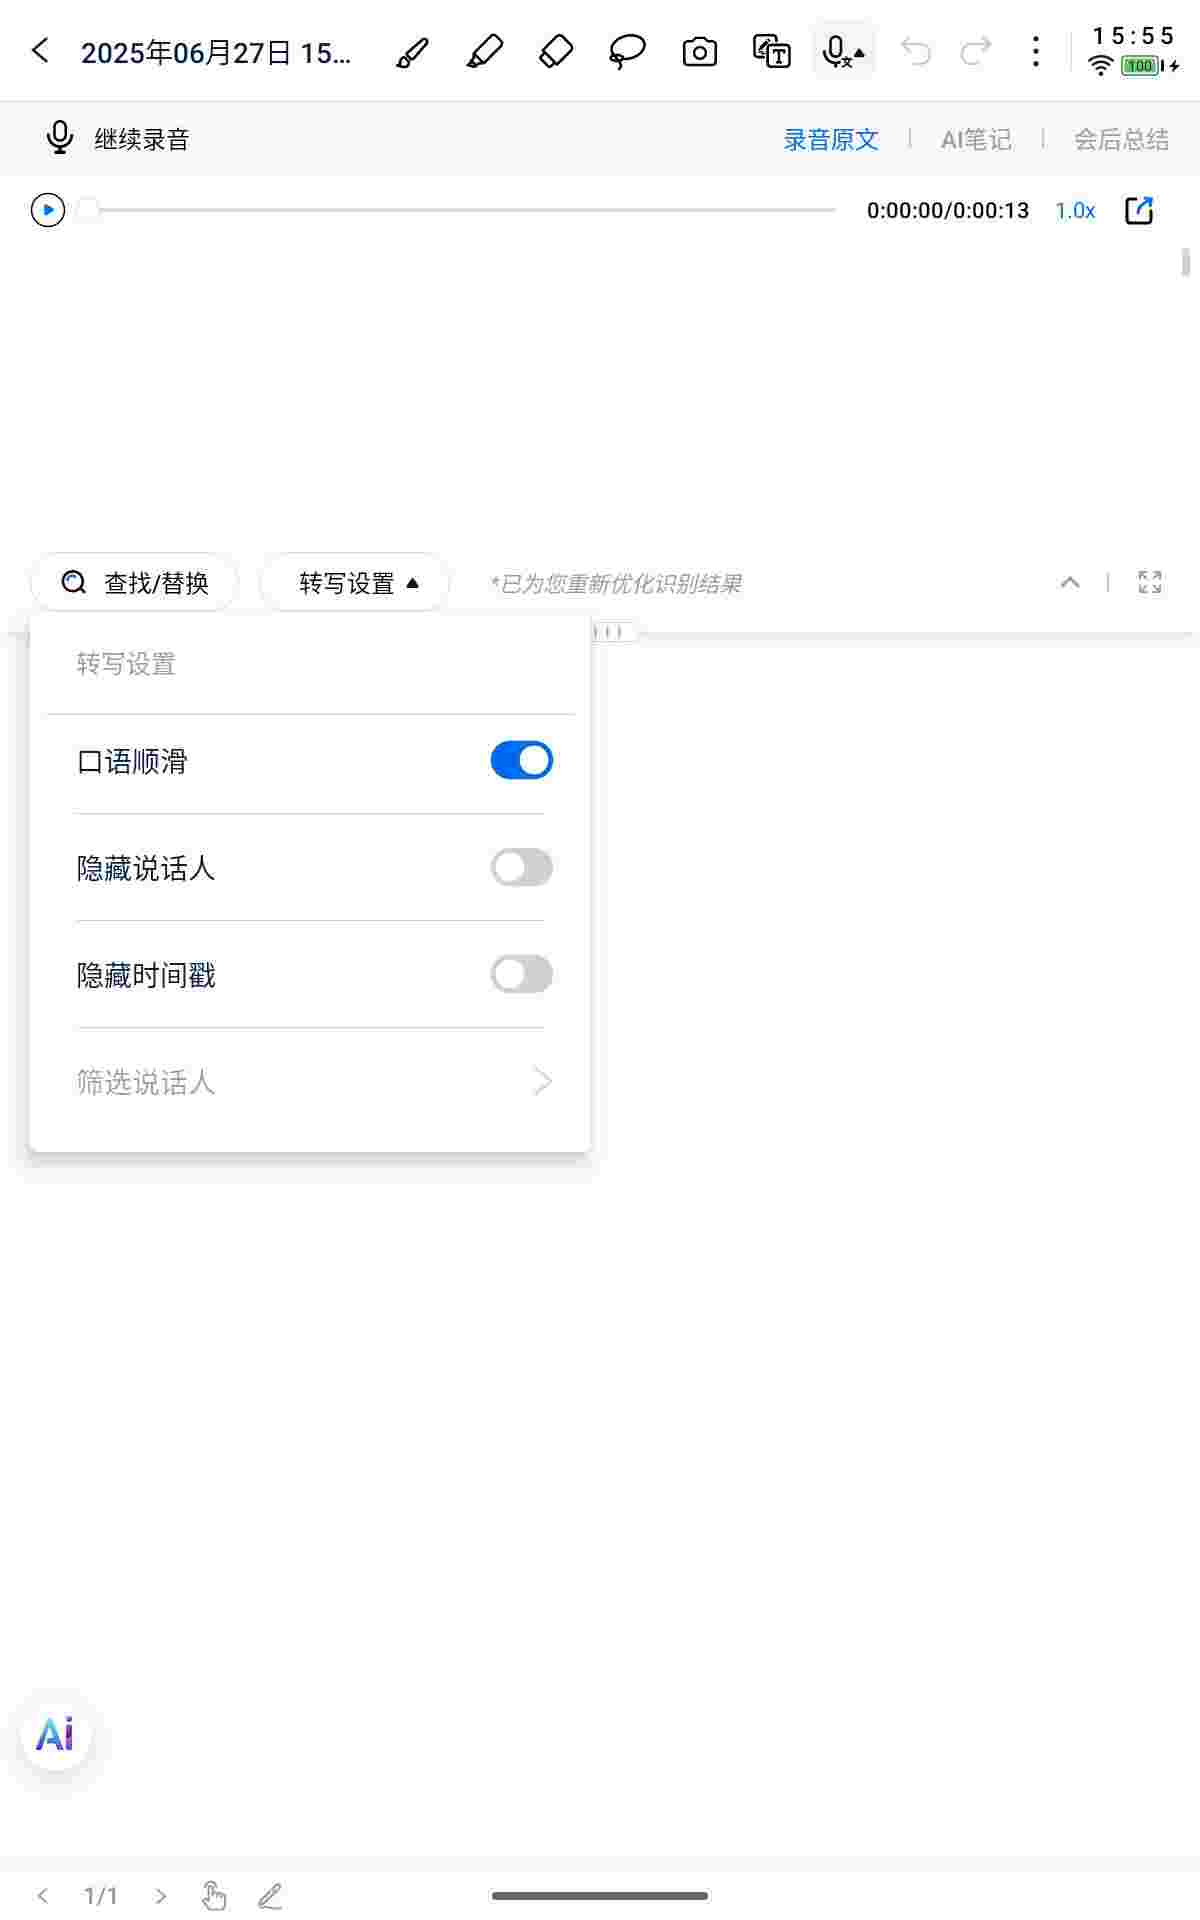 2025年06月27日 15...
15:55
100
继续录音
录音原文
AI笔记
会后总结
0:00:00/0:00:13
1.0x
查找/替换
转写设置
*已为您重新优化识别结果
转写设置
口语顺滑
隐藏说话人
隐藏时间戳
筛选说话人
Ai
1/1